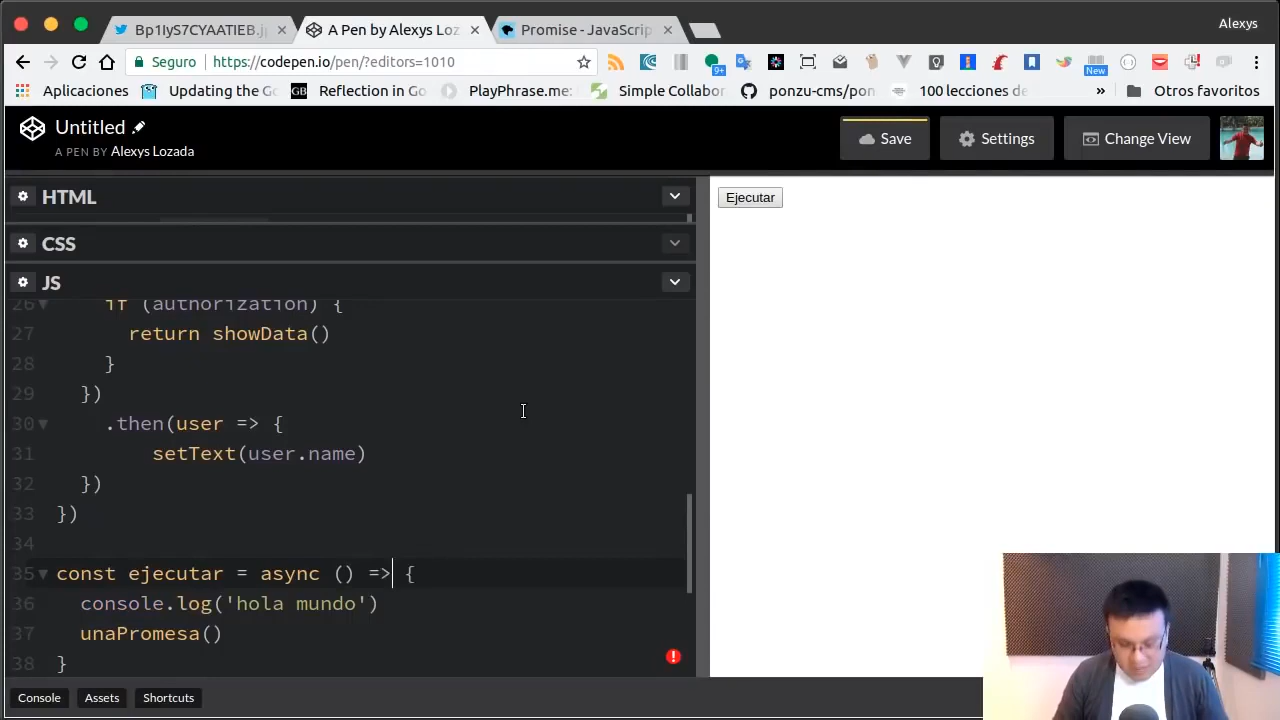 Alexys
Bp1IyS7CYAATIEB.j
A Pen by Alexys Loz
Promise - JavaScrip
Seguro
https://codepen.io/pen/?editors=1010
9+
New
Aplicaciones
Updating the Go
GB
Reflection in Go
PlayPhrase.me:
Simple Collabor
ponzu-cms/pon
100 lecciones de
»
Otros favoritos
Untitled
A PEN BY Alexys Lozada
Save
Settings
Change View
HTML
CSS
JS
Ejecutar
26 if (authorization) {
27 return showData()
28 }
29 })
30 .then(user => {
31 setText(user.name)
32 })
33 })
34
35 const ejecutar = async () => {
36 console.log('hola mundo')
37 unaPromesa()
38 }
Console
Assets
Shortcuts